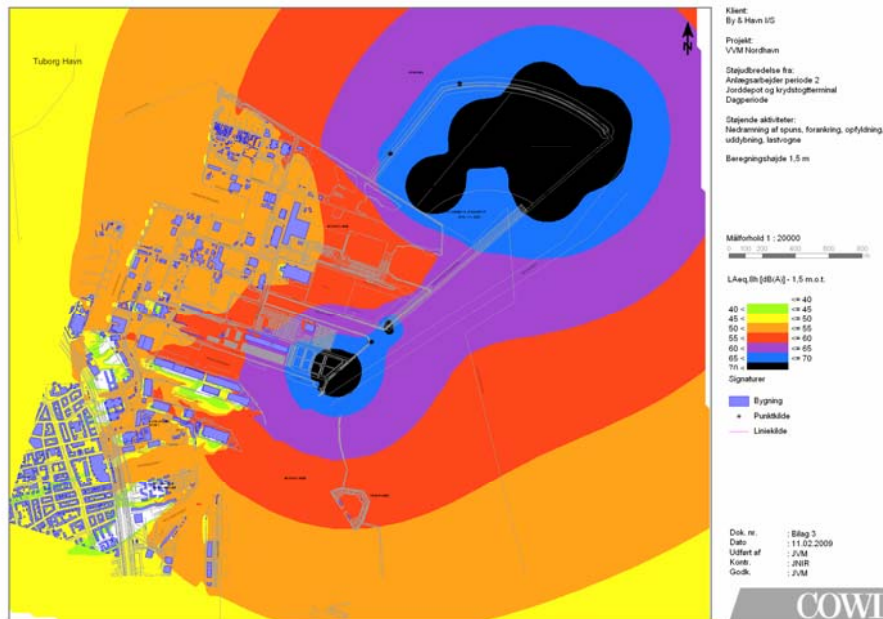 Tuborg Havn
N
Klient:
By & Havn I/S
Projekt:
VVM Nordhavn
Støjudbredelse fra:
Anlægsarbejder periode 2
Jorddepot og krydstogtterminal
Dagperiode
Støjende aktiviteter:
Nedramning af spuns, forankring, opfyldning,
uddybning, lastvogne
Beregningshøjde 1,5 m
Målforhold 1 : 20000
0 100 200 400 600 800
m
LAeq,8h [dB(A)] - 1,5 m.o.t.
<= 40
40 < <= 45
45 < <= 50
50 < <= 55
55 < <= 60
60 < <= 65
65 < <= 70
70 <
Signaturer
Bygning
Punktkilde
Liniekilde
Dok. nr. : Bilag 3
Dato : 11.02.2009
Udført af : JVM
Kontr. : JNIR
Godk. : JVM
COWI